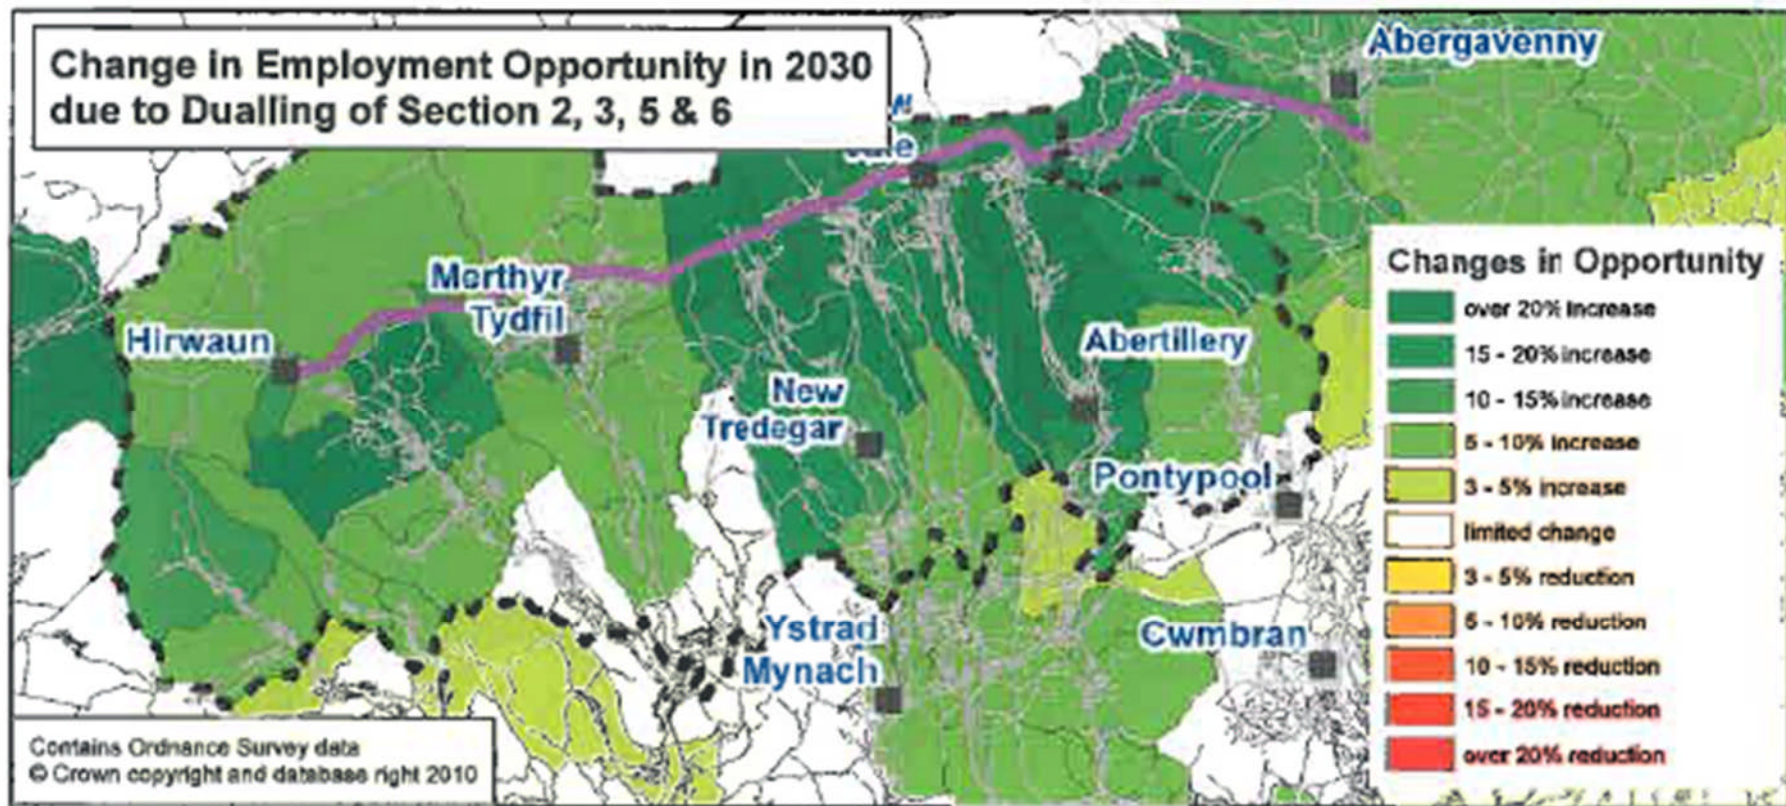 Change in Employment Opportunity in 2030
due to Dualling of Section 2, 3, 5 & 6
Abergavenny
Merthyr
Tydfil
Hirwaun
Abertillery
New
Tredegar
Pontypool
Ystrad
Mynach
Cwmbran
Changes in Opportunity
over 20% increase
15 - 20% increase
10 - 15% increase
5 - 10% increase
3 - 5% increase
limited change
3 - 5% reduction
5 - 10% reduction
10 - 15% reduction
15 - 20% reduction
over 20% reduction
Contains Ordnance Survey data
© Crown copyright and database right 2010